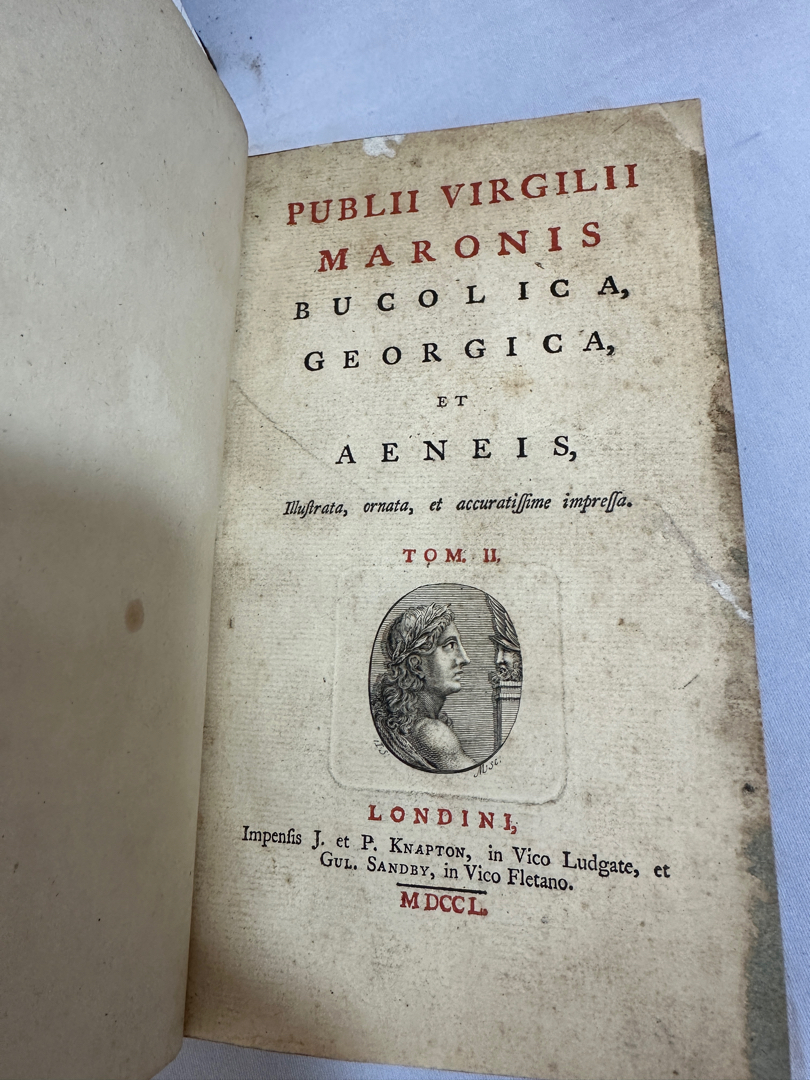 PUBLII VIRGILII
MARONIS
BUCOLICA,
GEORGICA,
ET
AENEIS,
Illuſtrata, ornata, et accuratiſſime impreſſa.
TOM. II.
LONDINI,
Impenſis J. et P. KNAPTON, in Vico Ludgate, et
GUL. SANDBY, in Vico Fletano.
MDCCL.